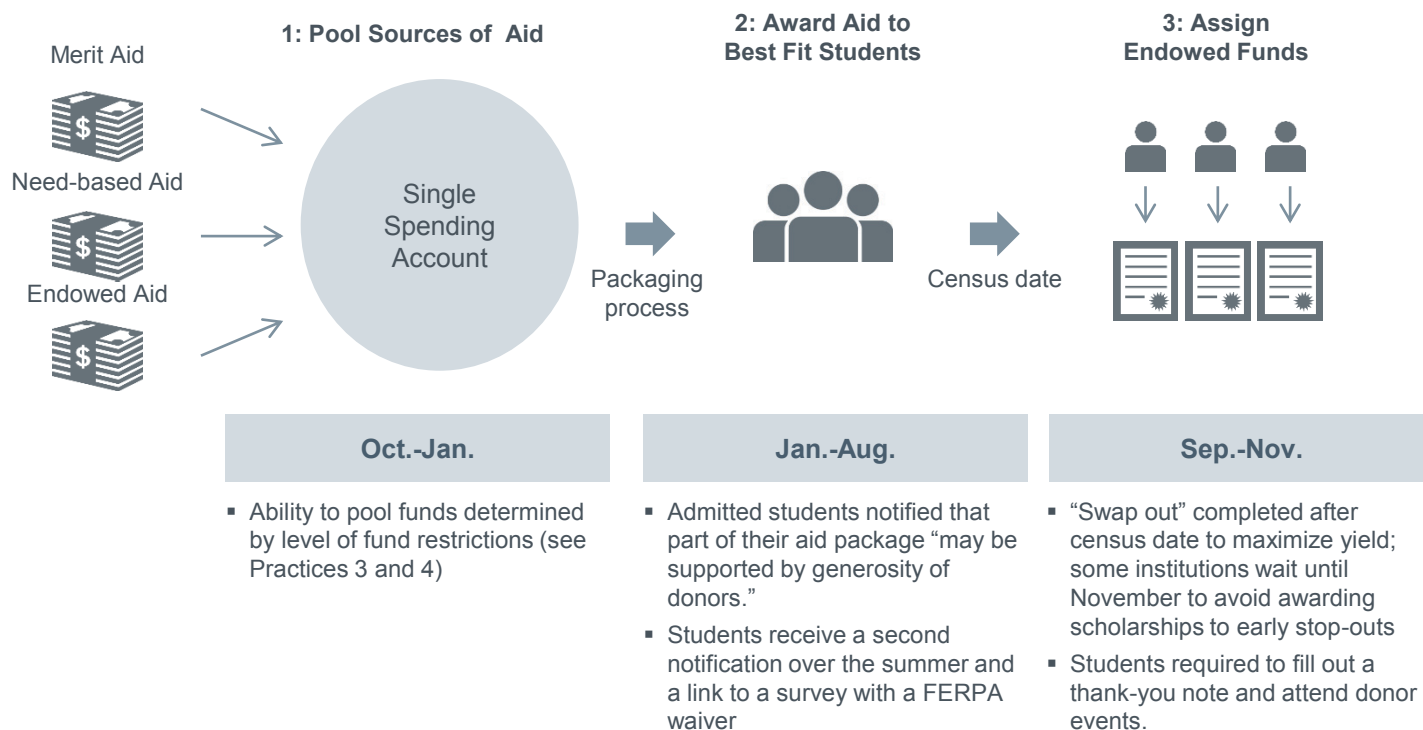 1: Pool Sources of Aid
2: Award Aid to
Best Fit Students
3: Assign
Endowed Funds
Merit Aid
$
Need-based Aid
$
Endowed Aid
$
Single
Spending
Account
Packaging
process
Census date
Oct.-Jan.
▪ Ability to pool funds determined
by level of fund restrictions (see
Practices 3 and 4)
Jan.-Aug.
▪ Admitted students notified that
part of their aid package “may be
supported by generosity of
donors.”
▪ Students receive a second
notification over the summer and
a link to a survey with a FERPA
waiver
Sep.-Nov.
▪ “Swap out” completed after
census date to maximize yield;
some institutions wait until
November to avoid awarding
scholarships to early stop-outs
▪ Students required to fill out a
thank-you note and attend donor
events.